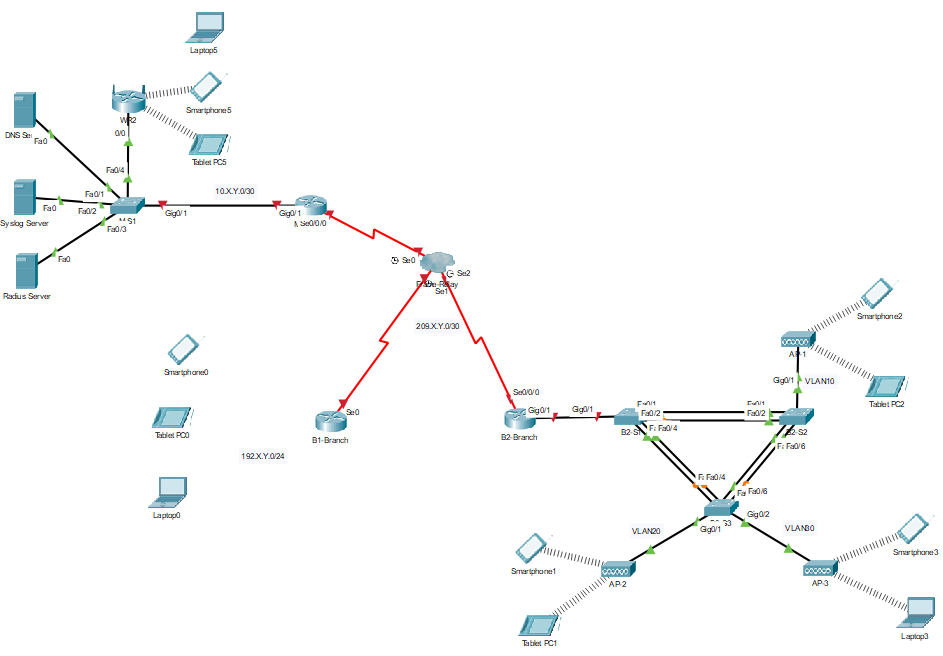 Laptop5
Smartphone5
WR2
DNS Se
Fa0
0/0
Tablet PC5
Fa0/4
Fa0/1
10.X.Y.0/30
Fa0
Fa0/2
Gig0/1
Gig0/1
Se0/0/0
Syslog Server
Fa0/3
Fa0
Radius Server
Se0
Se2
Se1
209.X.Y.0/30
Smartphone2
Smartphone0
AP-1
Gig0/1
VLAN10
Tablet PC2
Se0/0/0
Tablet PC0
Se0
B1-Branch
Gig0/1
Gig0/1
B2-Branch
Fa0/1
Fa0/2
Fa0/1
Fa0/2
Fa0/4
Fa0/6
192.X.Y.0/24
Fa0/4
Fa0/6
Laptop0
Gig0/2
VLAN20
Gig0/1
VLAN30
Smartphone1
Smartphone3
AP-2
AP-3
Tablet PC1
Laptop3